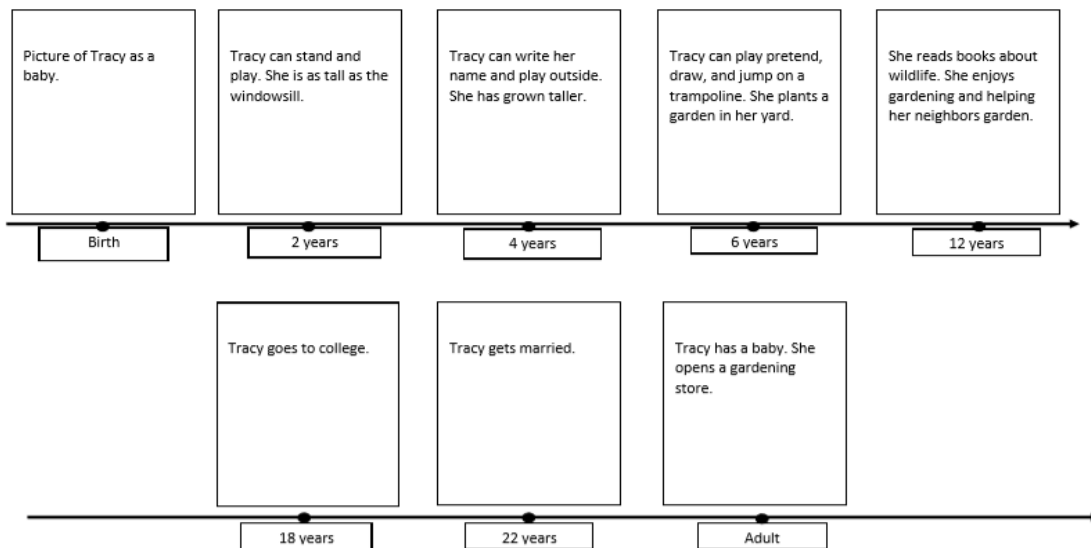 Picture of Tracy as a
baby.
Tracy can stand and
play. She is as tall as the
windowsill.
Tracy can write her
name and play outside.
She has grown taller.
Tracy can play pretend,
draw, and jump on a
trampoline. She plants a
garden in her yard.
She reads books about
wildlife. She enjoys
gardening and helping
her neighbors garden.
Birth
2 years
4 years
6 years
12 years
Tracy goes to college.
Tracy gets married.
Tracy has a baby. She
opens a gardening
store.
18 years
22 years
Adult